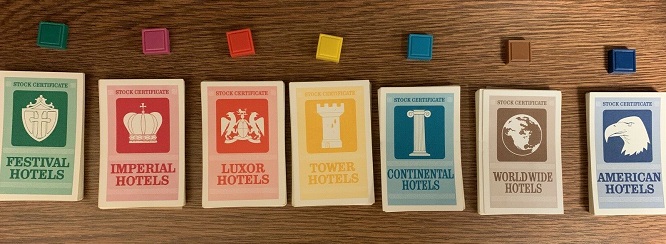 STOCK CERTIFICATE
FESTIVAL
HOTELS
STOCK CERTIFICATE
IMPERIAL
HOTELS
STOCK CERTIFICATE
LUXOR
HOTELS
STOCK CERTIFICATE
TOWER
HOTELS
STOCK CERTIFICATE
CONTINENTAL
HOTELS
STOCK CERTIFICATE
WORLDWIDE
HOTELS
STOCK CERTIFICATE
AMERICAN
HOTELS